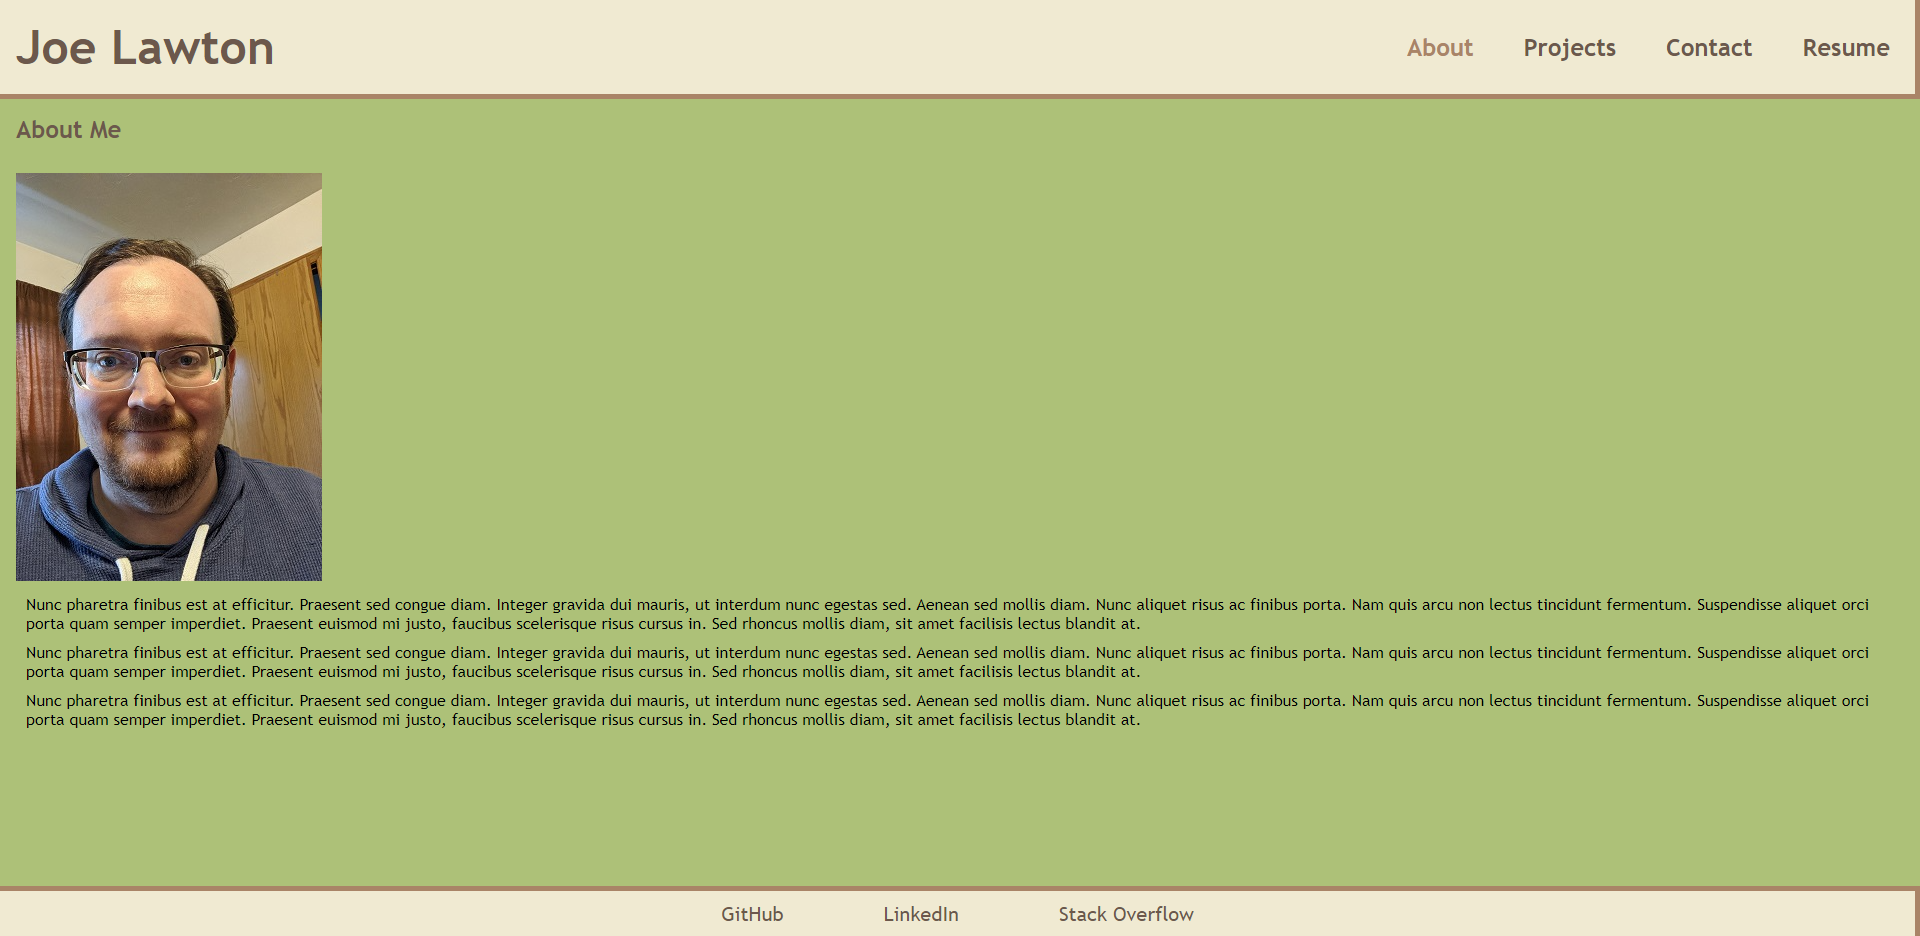 Joe Lawton
About Projects Contact Resume
About Me
Nunc pharetra finibus est at efficitur. Praesent sed congue diam. Integer gravida dui mauris, ut interdum nunc egestas sed. Aenean sed mollis diam. Nunc aliquet risus ac finibus porta. Nam quis arcu non lectus tincidunt fermentum. Suspendisse aliquet orci
porta quam semper imperdiet. Praesent euismod mi justo, faucibus scelerisque risus cursus in. Sed rhoncus mollis diam, sit amet facilisis lectus blandit at.
Nunc pharetra finibus est at efficitur. Praesent sed congue diam. Integer gravida dui mauris, ut interdum nunc egestas sed. Aenean sed mollis diam. Nunc aliquet risus ac finibus porta. Nam quis arcu non lectus tincidunt fermentum. Suspendisse aliquet orci
porta quam semper imperdiet. Praesent euismod mi justo, faucibus scelerisque risus cursus in. Sed rhoncus mollis diam, sit amet facilisis lectus blandit at.
Nunc pharetra finibus est at efficitur. Praesent sed congue diam. Integer gravida dui mauris, ut interdum nunc egestas sed. Aenean sed mollis diam. Nunc aliquet risus ac finibus porta. Nam quis arcu non lectus tincidunt fermentum. Suspendisse aliquet orci
porta quam semper imperdiet. Praesent euismod mi justo, faucibus scelerisque risus cursus in. Sed rhoncus mollis diam, sit amet facilisis lectus blandit at.
GitHub LinkedIn Stack Overflow